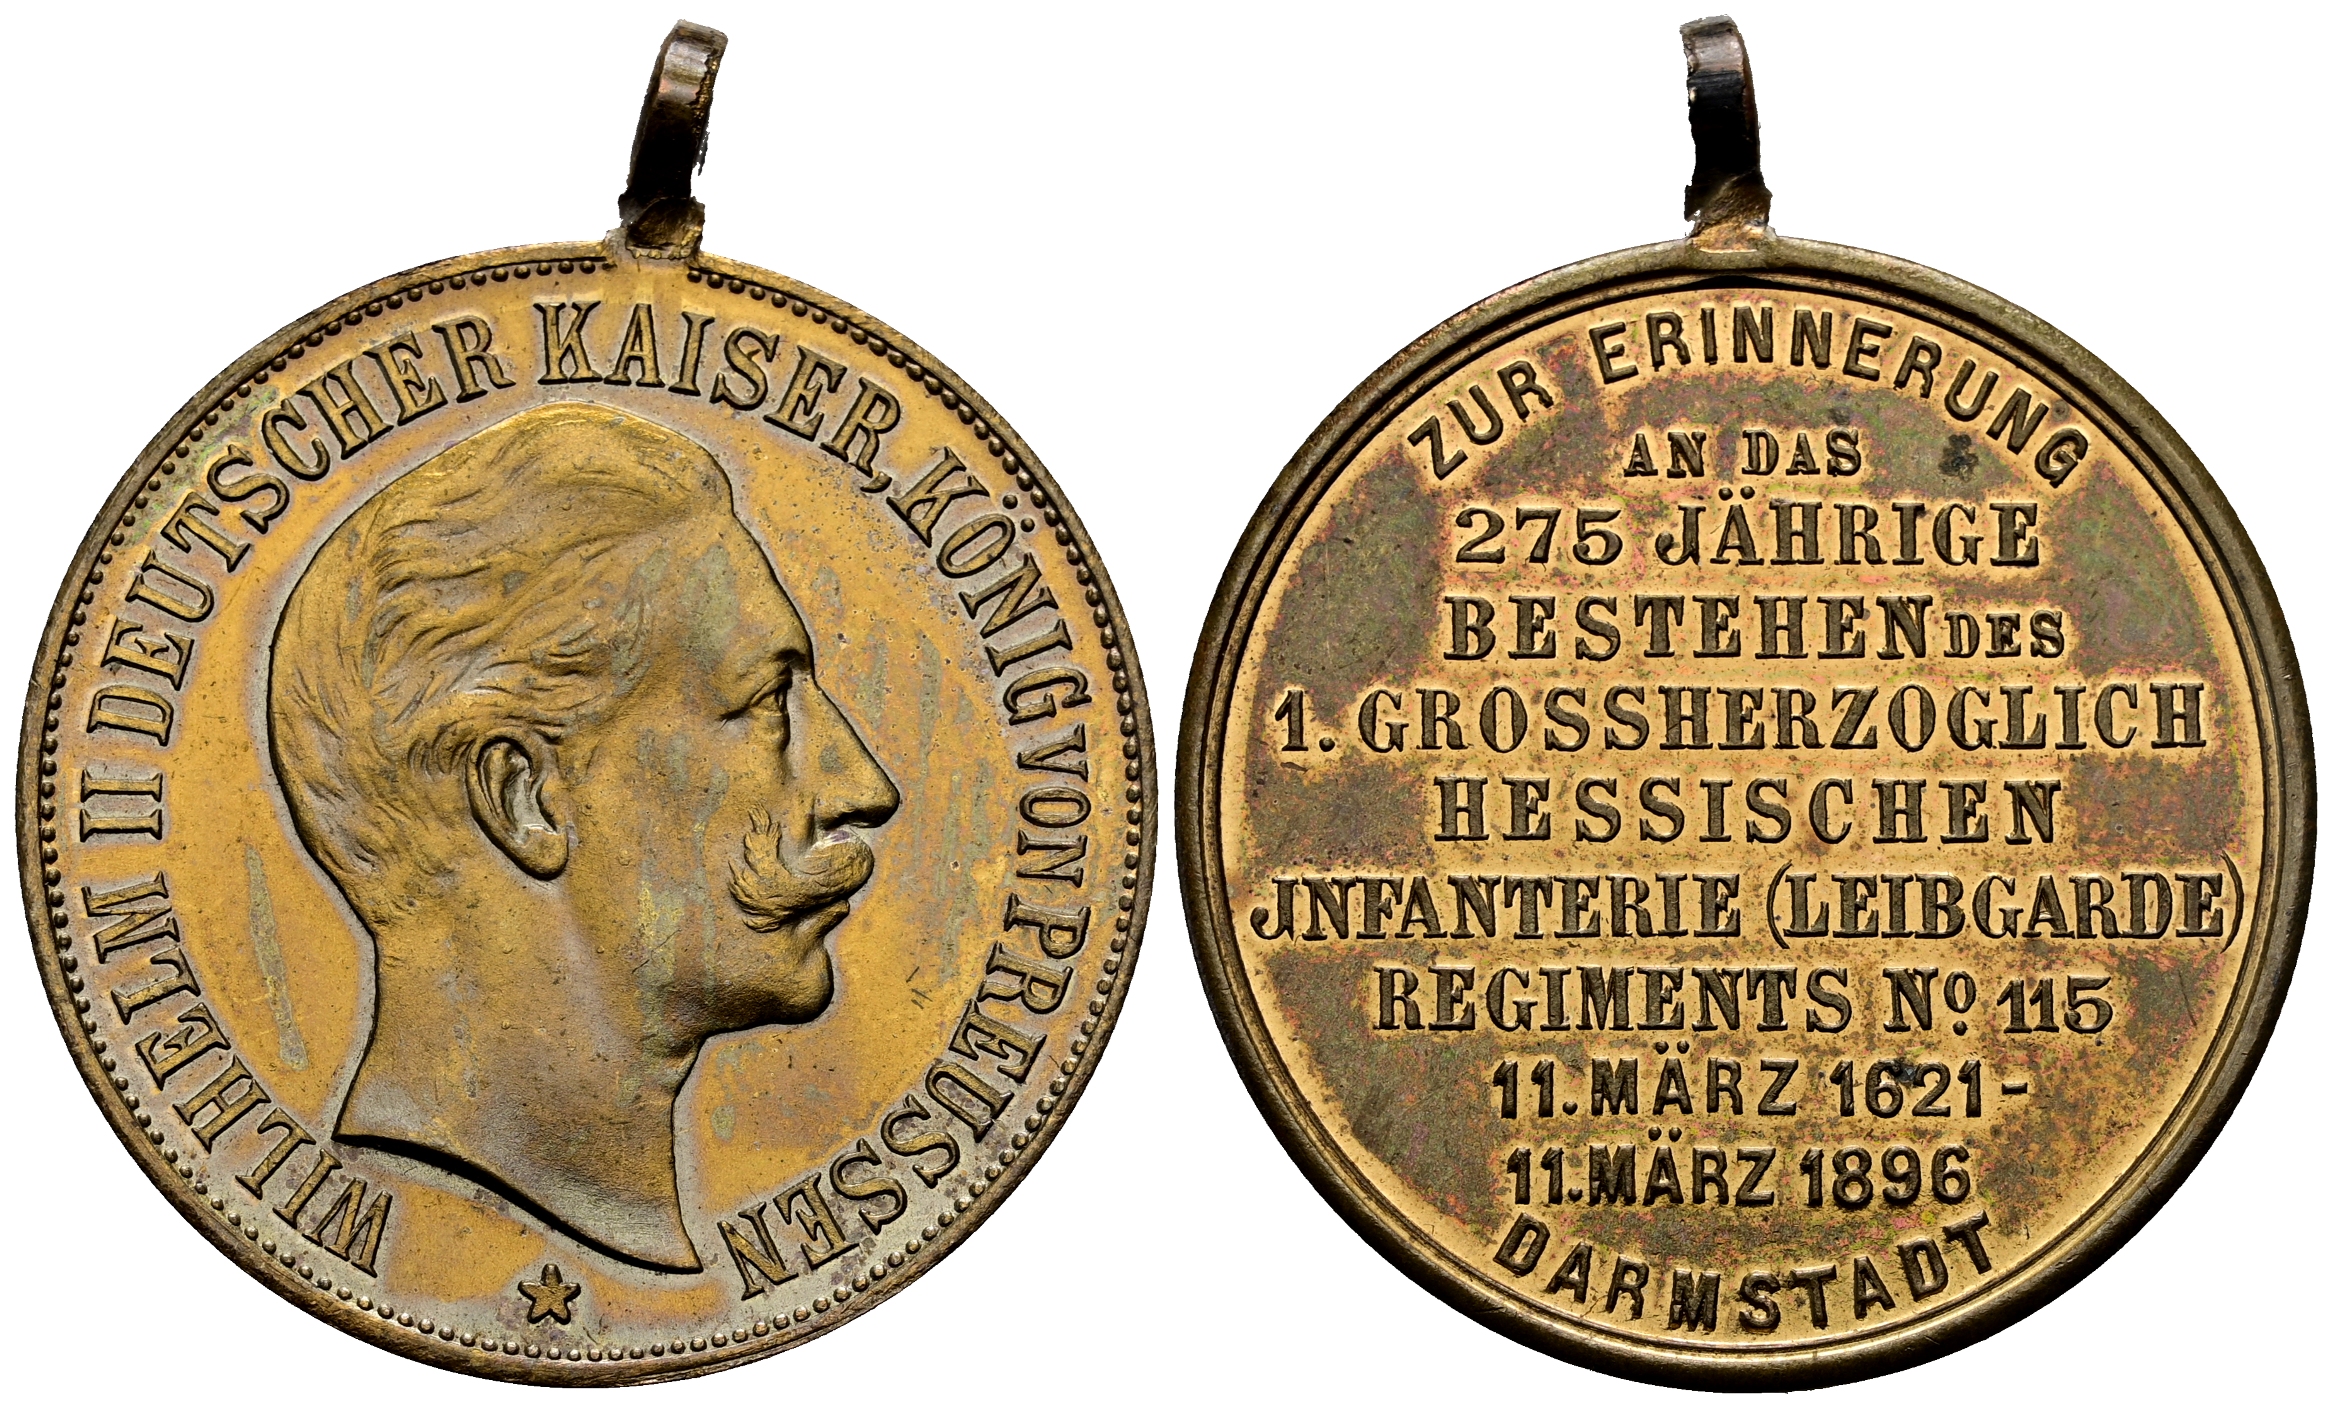 WILHELM II DEUTSCHER KAISER, KÖNIG VON PREUSSEN
ZUR ERINNERUNG
AN DAS
275 JÄHRIGE
BESTEHEN DES
1. GROSSHERZOGLICH
HESSISCHEN
JNFANTERIE (LEIBGARDE)
REGIMENTS No. 115
11. MÄRZ 1621-
11. MÄRZ 1896
DARMSTADT